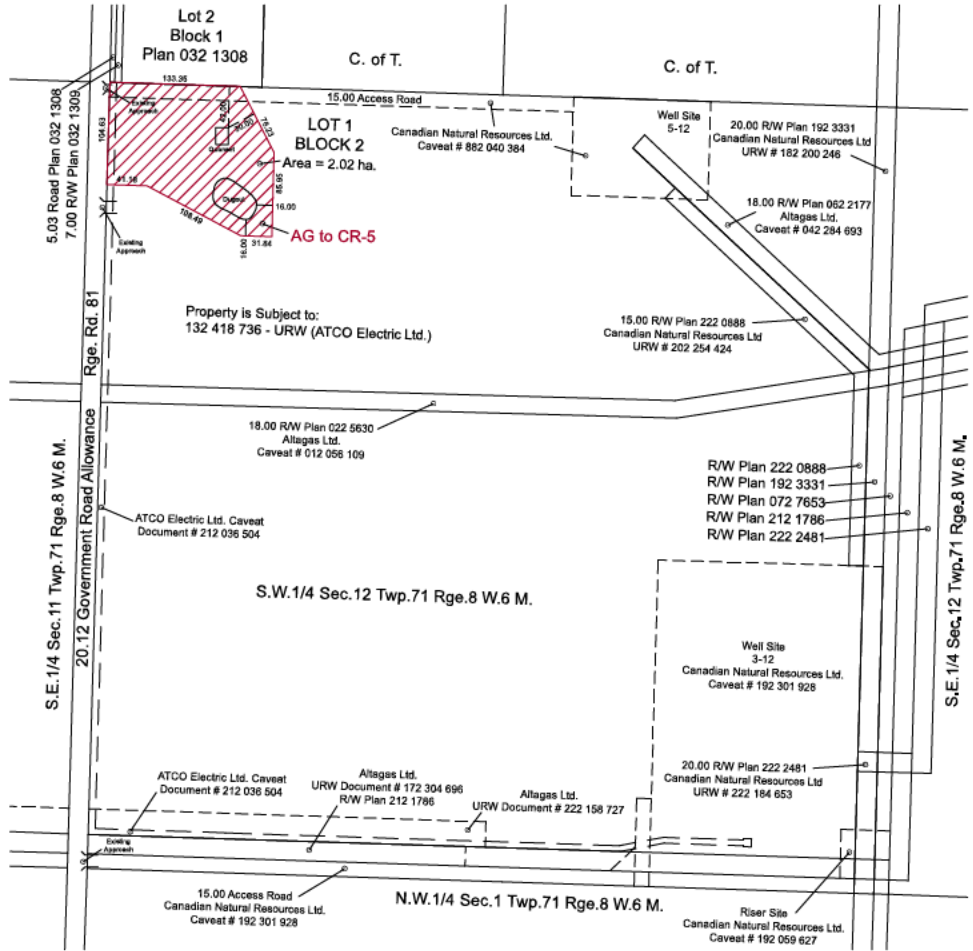 Lot 2
Block 1
Plan 032 1308
C. of T.
C. of T.
5.03 Road Plan 032 1308
7.00 R/W Plan 032 1309
133.35
Existing
Approach
15.00 Access Road
104.63
LOT 1
BLOCK 2
Area = 2.02 ha.
Dugout
85.95
16.00
41.16
108.49
16.00
31.84
AG to CR-5
Existing
Approach
Canadian Natural Resources Ltd.
Caveat # 882 040 384
Well Site
5-12
20.00 R/W Plan 192 3331
Canadian Natural Resources Ltd
URW # 182 200 246
18.00 R/W Plan 062 2177
Altagas Ltd.
Caveat # 042 284 693
Property is Subject to:
132 418 736 - URW (ATCO Electric Ltd.)
15.00 R/W Plan 222 0888
Canadian Natural Resources Ltd
URW # 202 254 424
Rge. Rd. 81
20.12 Government Road Allowance
S.E.1/4 Sec.11 Twp.71 Rge.8 W.6 M.
18.00 R/W Plan 022 5630
Altagas Ltd.
Caveat # 012 056 109
R/W Plan 222 0888
R/W Plan 192 3331
R/W Plan 072 7653
R/W Plan 212 1786
R/W Plan 222 2481
S.E.1/4 Sec.12 Twp.71 Rge.8 W.6 M.
ATCO Electric Ltd. Caveat
Document # 212 036 504
S.W.1/4 Sec.12 Twp.71 Rge.8 W.6 M.
Well Site
3-12
Canadian Natural Resources Ltd.
Caveat # 192 301 928
20.00 R/W Plan 222 2481
Canadian Natural Resources Ltd
URW # 222 184 653
ATCO Electric Ltd. Caveat
Document # 212 036 504
Altagas Ltd.
URW Document # 172 304 696
R/W Plan 212 1786
Altagas Ltd.
URW Document # 222 158 727
Existing
Approach
15.00 Access Road
Canadian Natural Resources Ltd.
Caveat # 192 301 928
N.W.1/4 Sec.1 Twp.71 Rge.8 W.6 M.
Riser Site
Canadian Natural Resources Ltd.
Caveat # 192 059 627